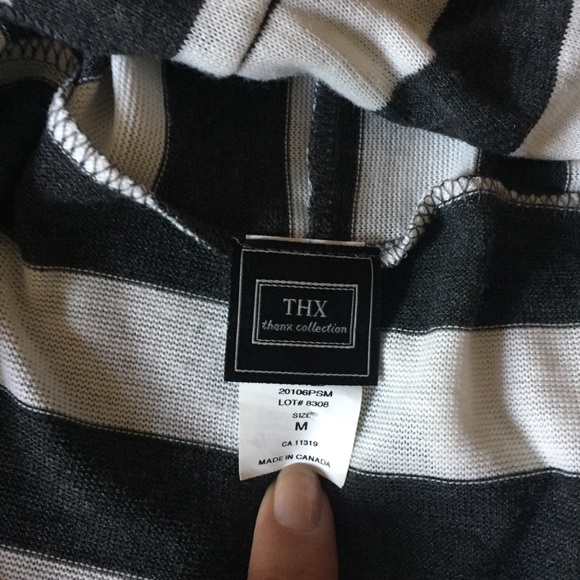 THX
thanx collection
20106PSM
LOT# 8308
SIZE
M
CA 11319
MADE IN CANADA